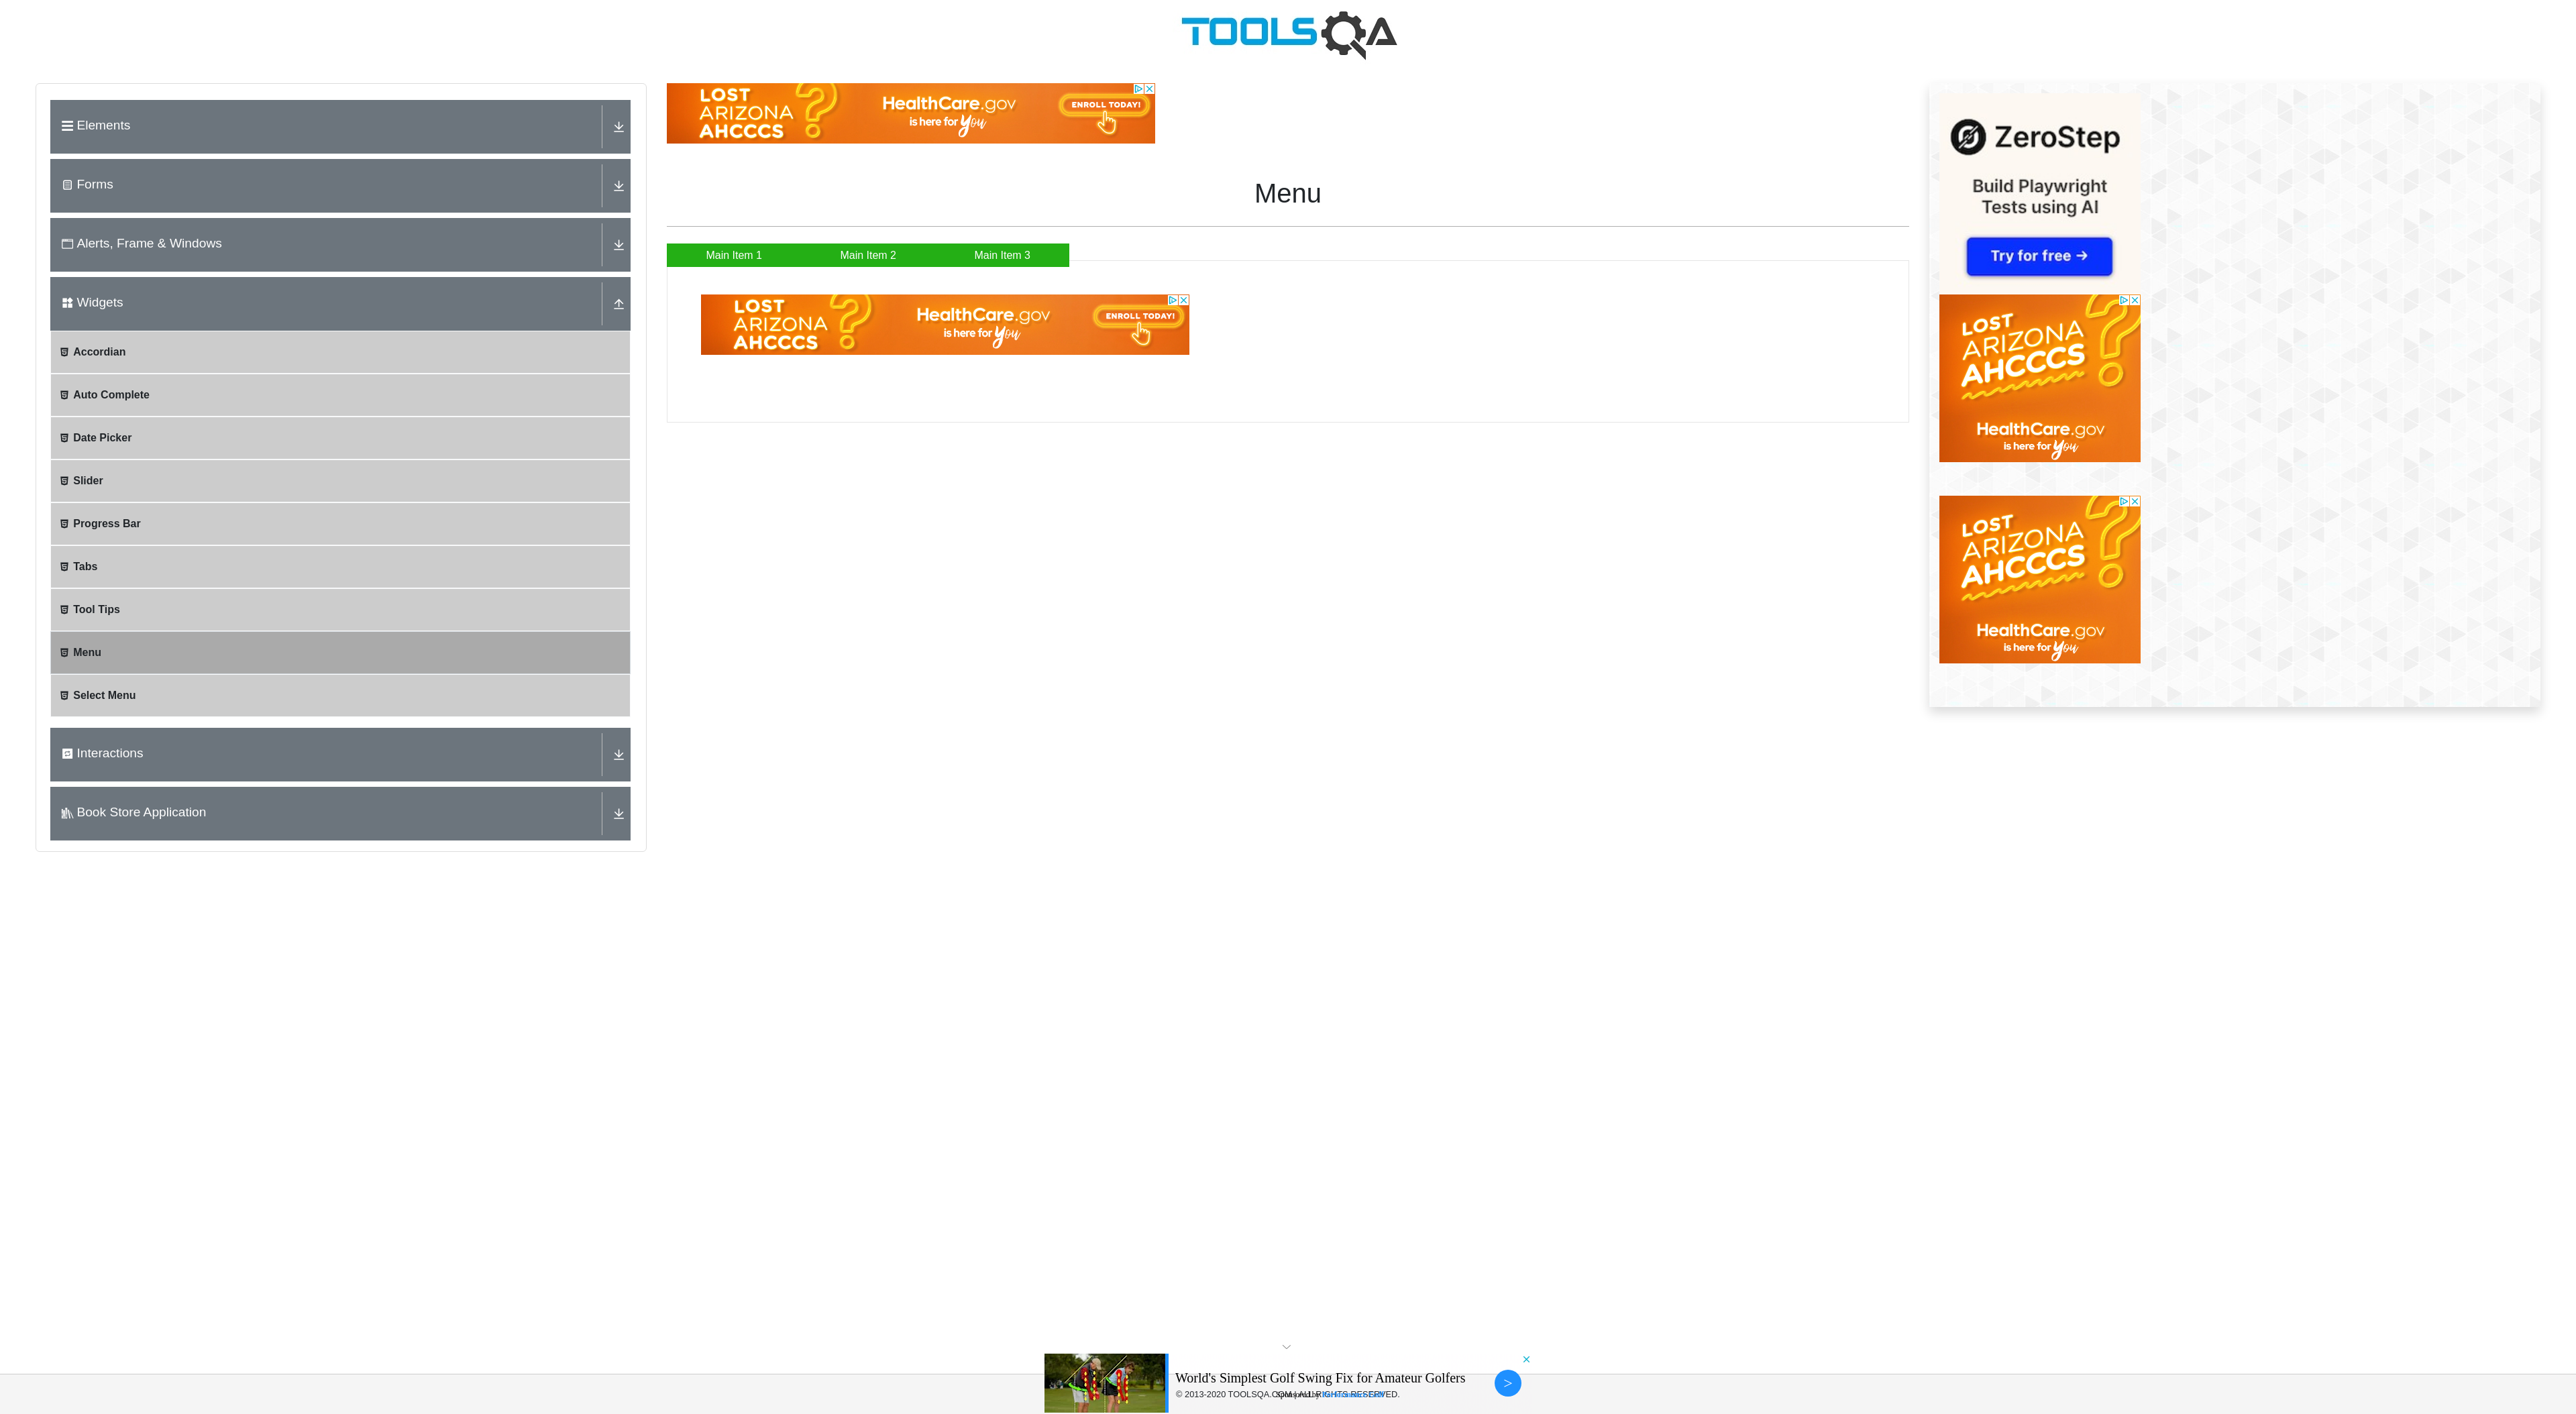 TOOLSQA
Elements
Forms
Alerts, Frame & Windows
Widgets
Accordian
Auto Complete
Date Picker
Slider
Progress Bar
Tabs
Tool Tips
Menu
Select Menu
Interactions
Book Store Application
LOST
ARIZONA
AHCCCS
?
HealthCare.gov
is here for you
ENROLL TODAY!
Menu
Main Item 1
Main Item 2
Main Item 3
LOST
ARIZONA
AHCCCS
?
HealthCare.gov
is here for you
ENROLL TODAY!
ZeroStep
Build Playwright
Tests using AI
Try for free →
LOST
ARIZONA
AHCCCS
?
HealthCare.gov
is here for you
LOST
ARIZONA
AHCCCS
?
HealthCare.gov
is here for you
World's Simplest Golf Swing Fix for Amateur Golfers
© 2013-2020 TOOLSQA.COM | ALL RIGHTS RESERVED.
>